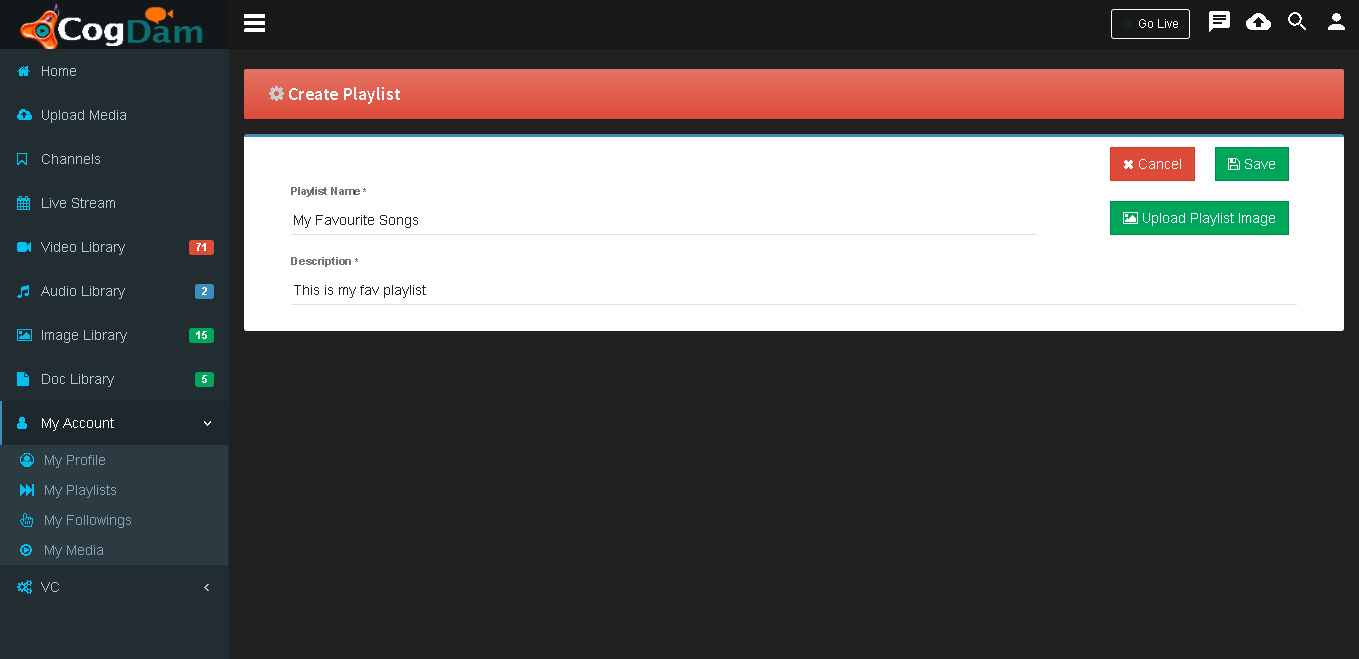 CogDam
Go Live
Home
Upload Media
Channels
Live Stream
Video Library 71
Audio Library 2
Image Library 15
Doc Library 5
My Account
My Profile
My Playlists
My Followings
My Media
VC
Create Playlist
Cancel Save
Playlist Name *
My Favourite Songs
Upload Playlist Image
Description *
This is my fav playlist